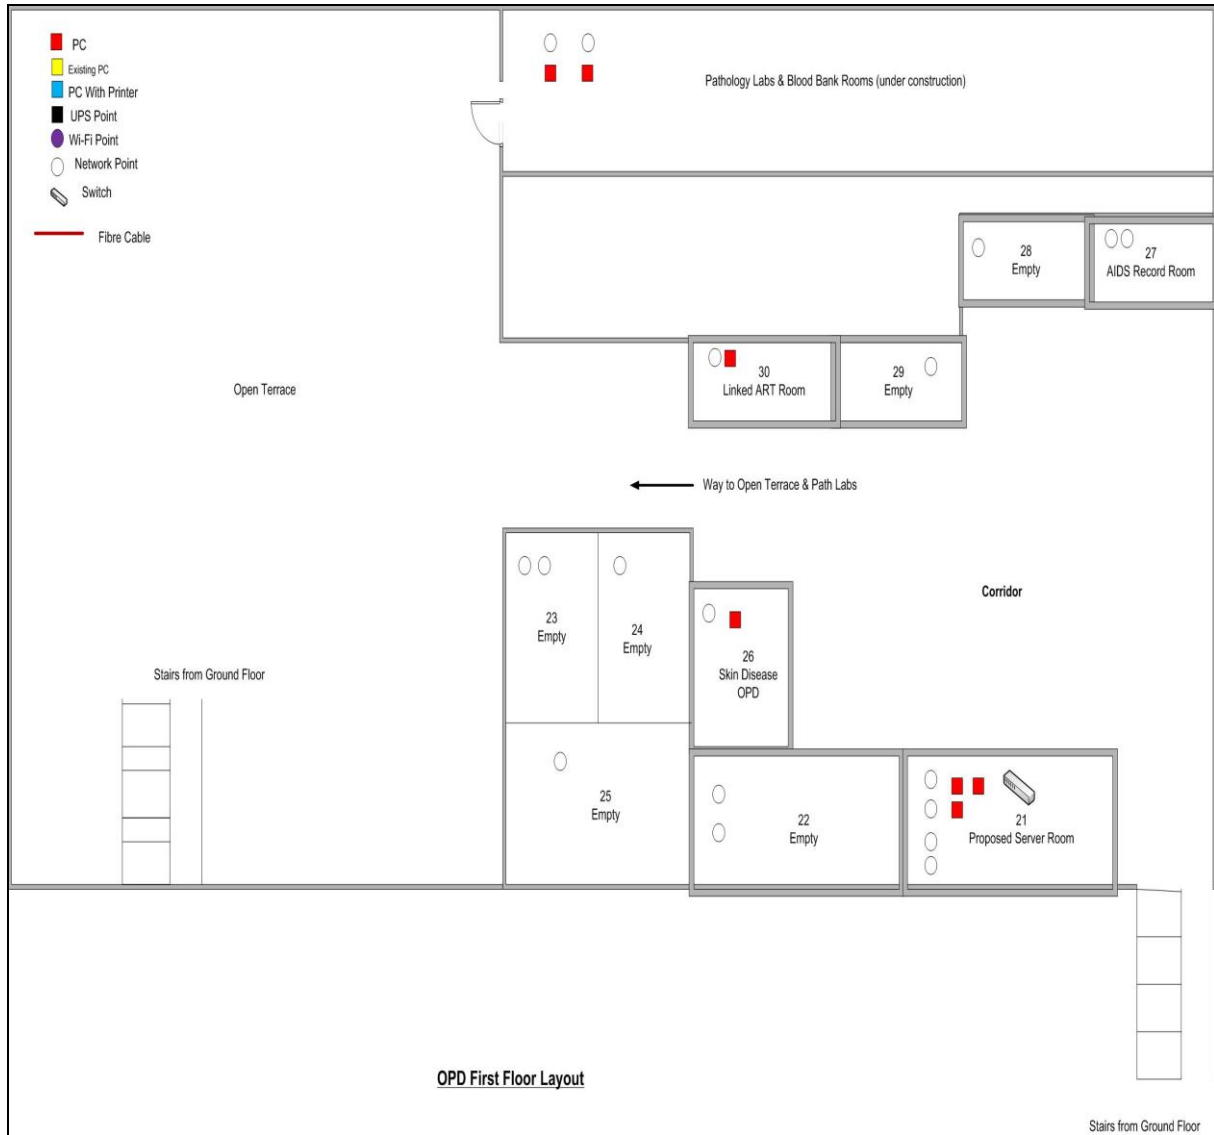 PC
Existing PC
PC With Printer
UPS Point
Wi-Fi Point
Network Point
Switch
Fibre Cable
Pathology Labs & Blood Bank Rooms (under construction)
28
Empty
27
AIDS Record Room
30
Linked ART Room
29
Empty
Open Terrace
Way to Open Terrace & Path Labs
23
Empty
24
Empty
Corridor
26
Skin Disease
OPD
Stairs from Ground Floor
25
Empty
22
Empty
21
Proposed Server Room
OPD First Floor Layout
Stairs from Ground Floor